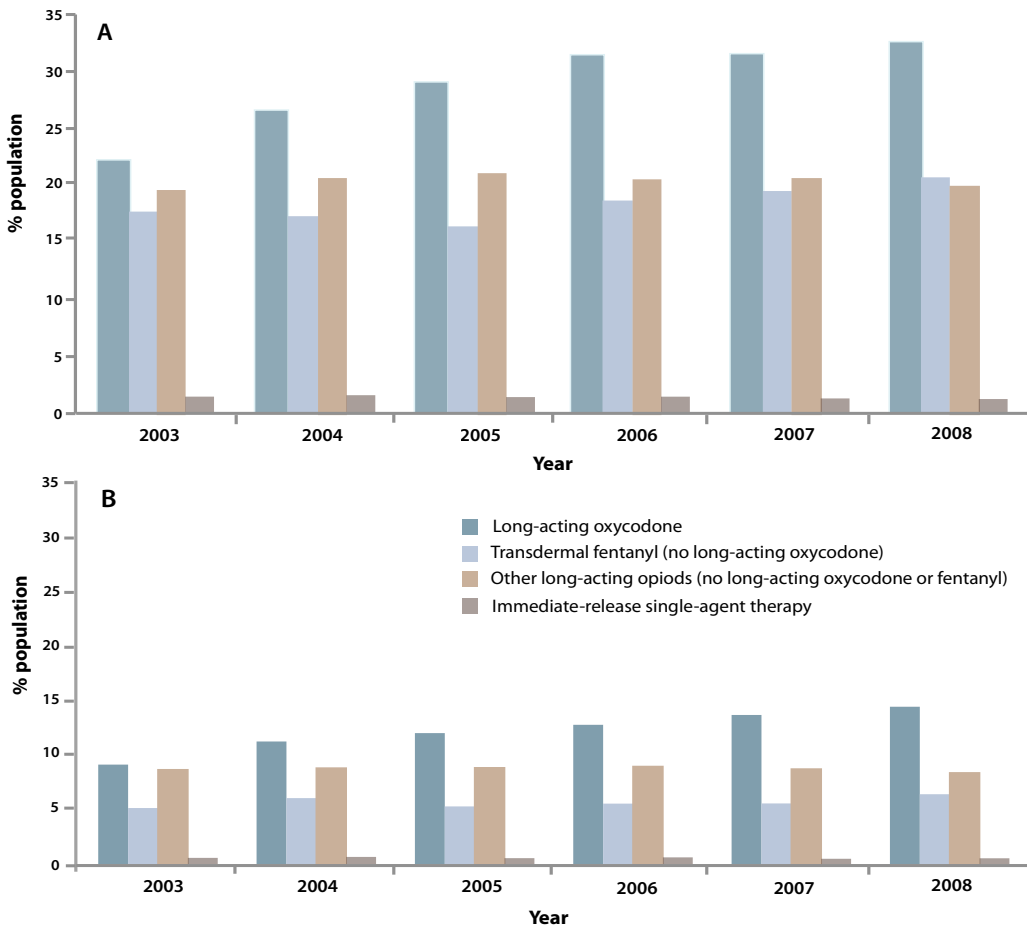 A
% population
35
30
25
20
15
10
5
0
2003 2004 2005 2006 2007 2008
Year
B
% population
35
30
25
20
15
10
5
0
Long-acting oxycodone
Transdermal fentanyl (no long-acting oxycodone)
Other long-acting opiods (no long-acting oxycodone or fentanyl)
Immediate-release single-agent therapy
2003 2004 2005 2006 2007 2008
Year